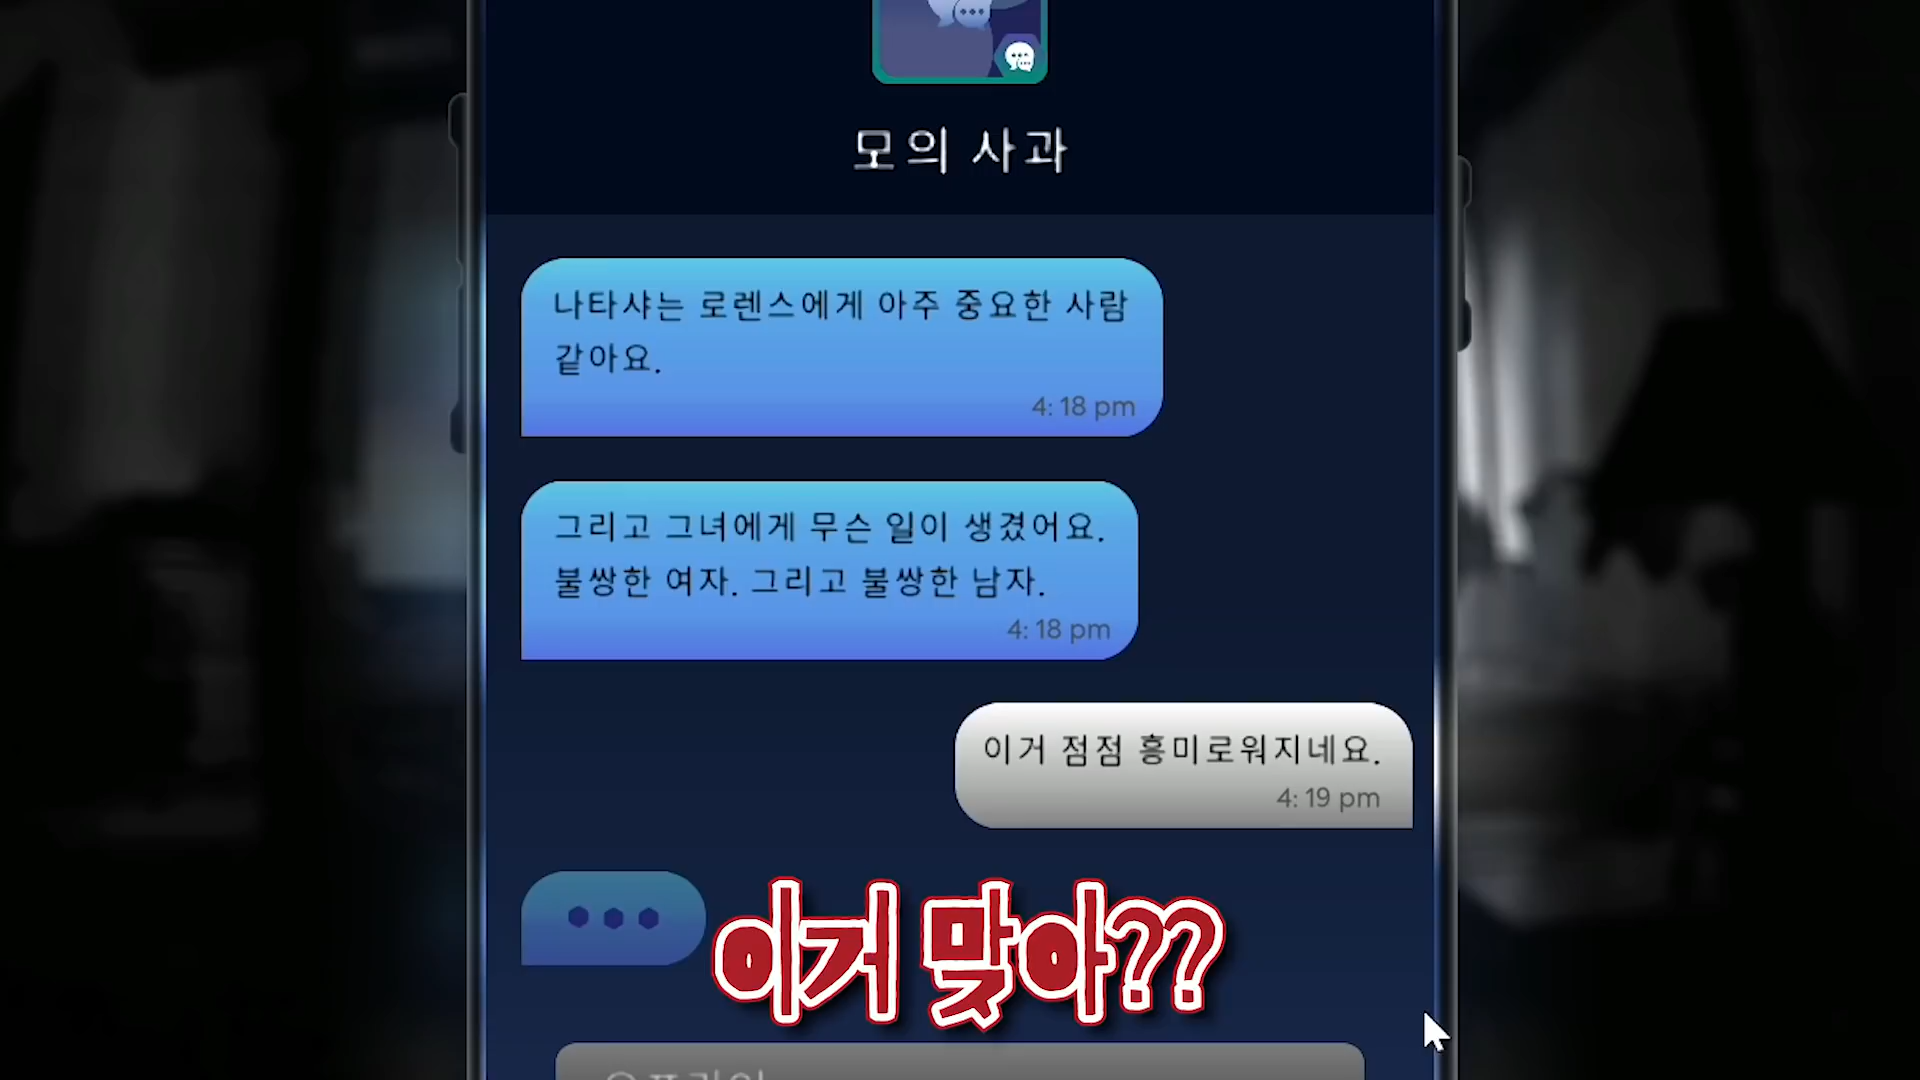 모의 사과
나타샤는 로렌스에게 아주 중요한 사람
같아요.
4: 18 pm
그리고 그녀에게 무슨 일이 생겼어요.
불쌍한 여자. 그리고 불쌍한 남자.
4: 18 pm
이거 점점 흥미로워지네요.
4: 19 pm
이거 맞아??